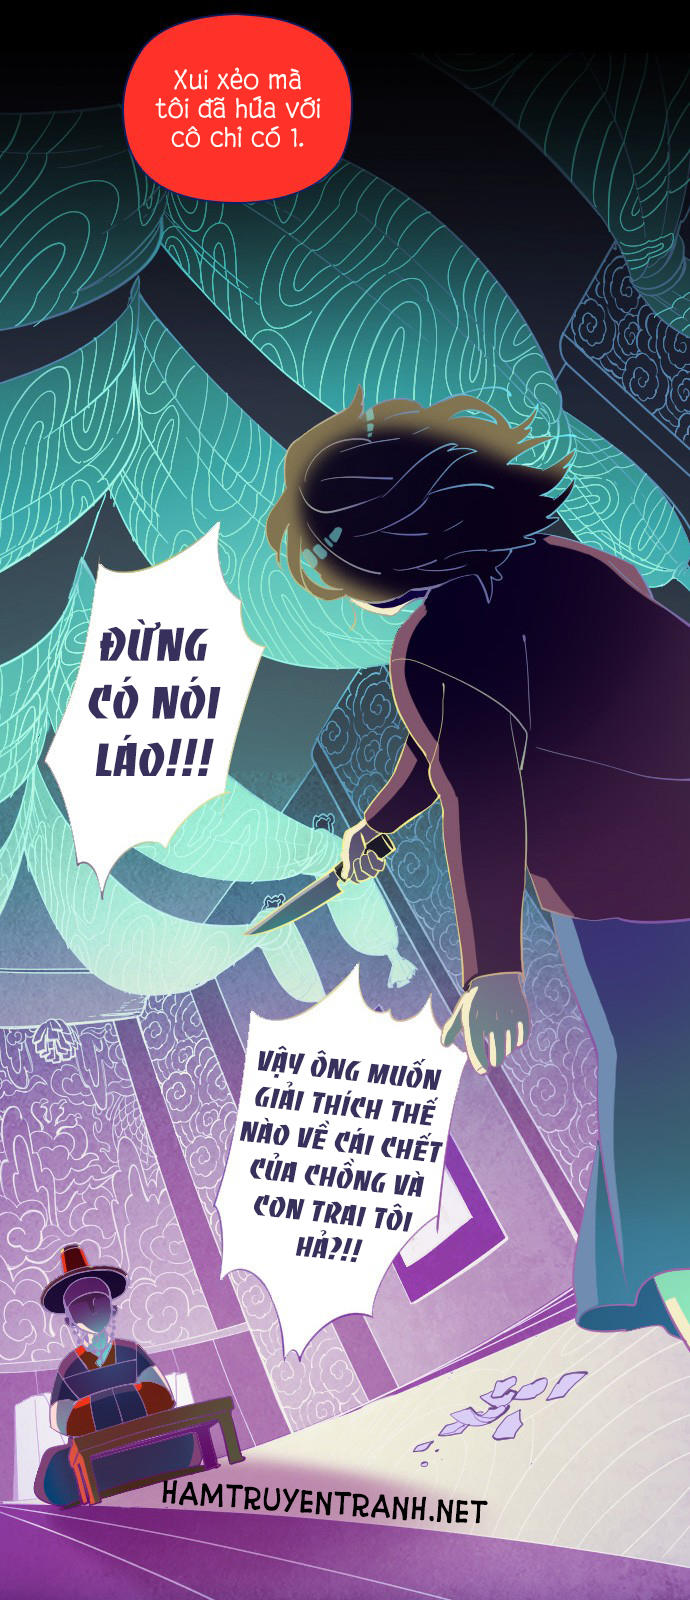 Xui xẻo mà
tôi đã hứa với
cô chỉ có 1.
ĐỪNG
CÓ NÓI
LÁO!!!
VẬY ÔNG MUỐN
GIẢI THÍCH THẾ
NÀO VỀ CÁI CHẾT
CỦA CHỒNG VÀ
CON TRAI TÔI
HẢ?!!
HAMTRUYENTRANH.NET